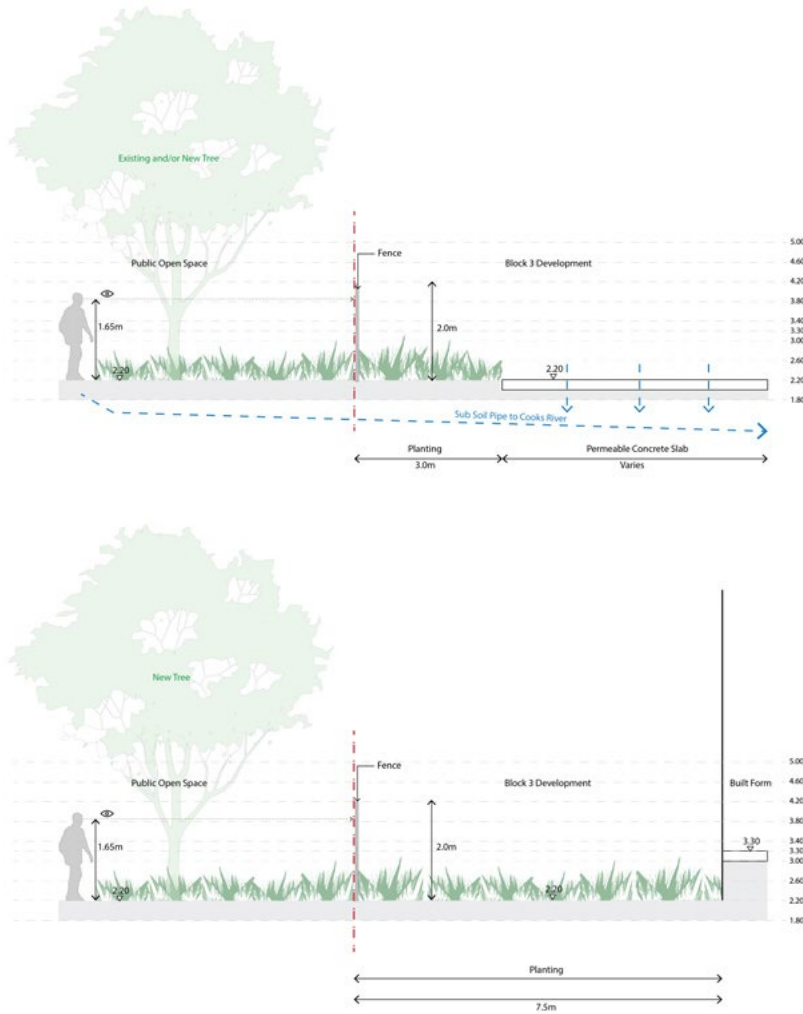 Existing and/or New Tree
5.00
Fence
Public Open Space
Block 3 Development
4.60
4.20
3.80
1.65m
2.0m
3.40
3.30
3.00
2.60
2.20
2.20
2.20
1.80
Sub Soil Pipe to Cooks River
Planting
Permeable Concrete Slab
3.0m
Varies
New Tree
5.00
Fence
Public Open Space
Block 3 Development
Built Form
4.60
4.20
3.80
1.65m
2.0m
3.30
3.40
3.30
3.00
2.60
2.20
2.20
2.20
1.80
Planting
7.5m